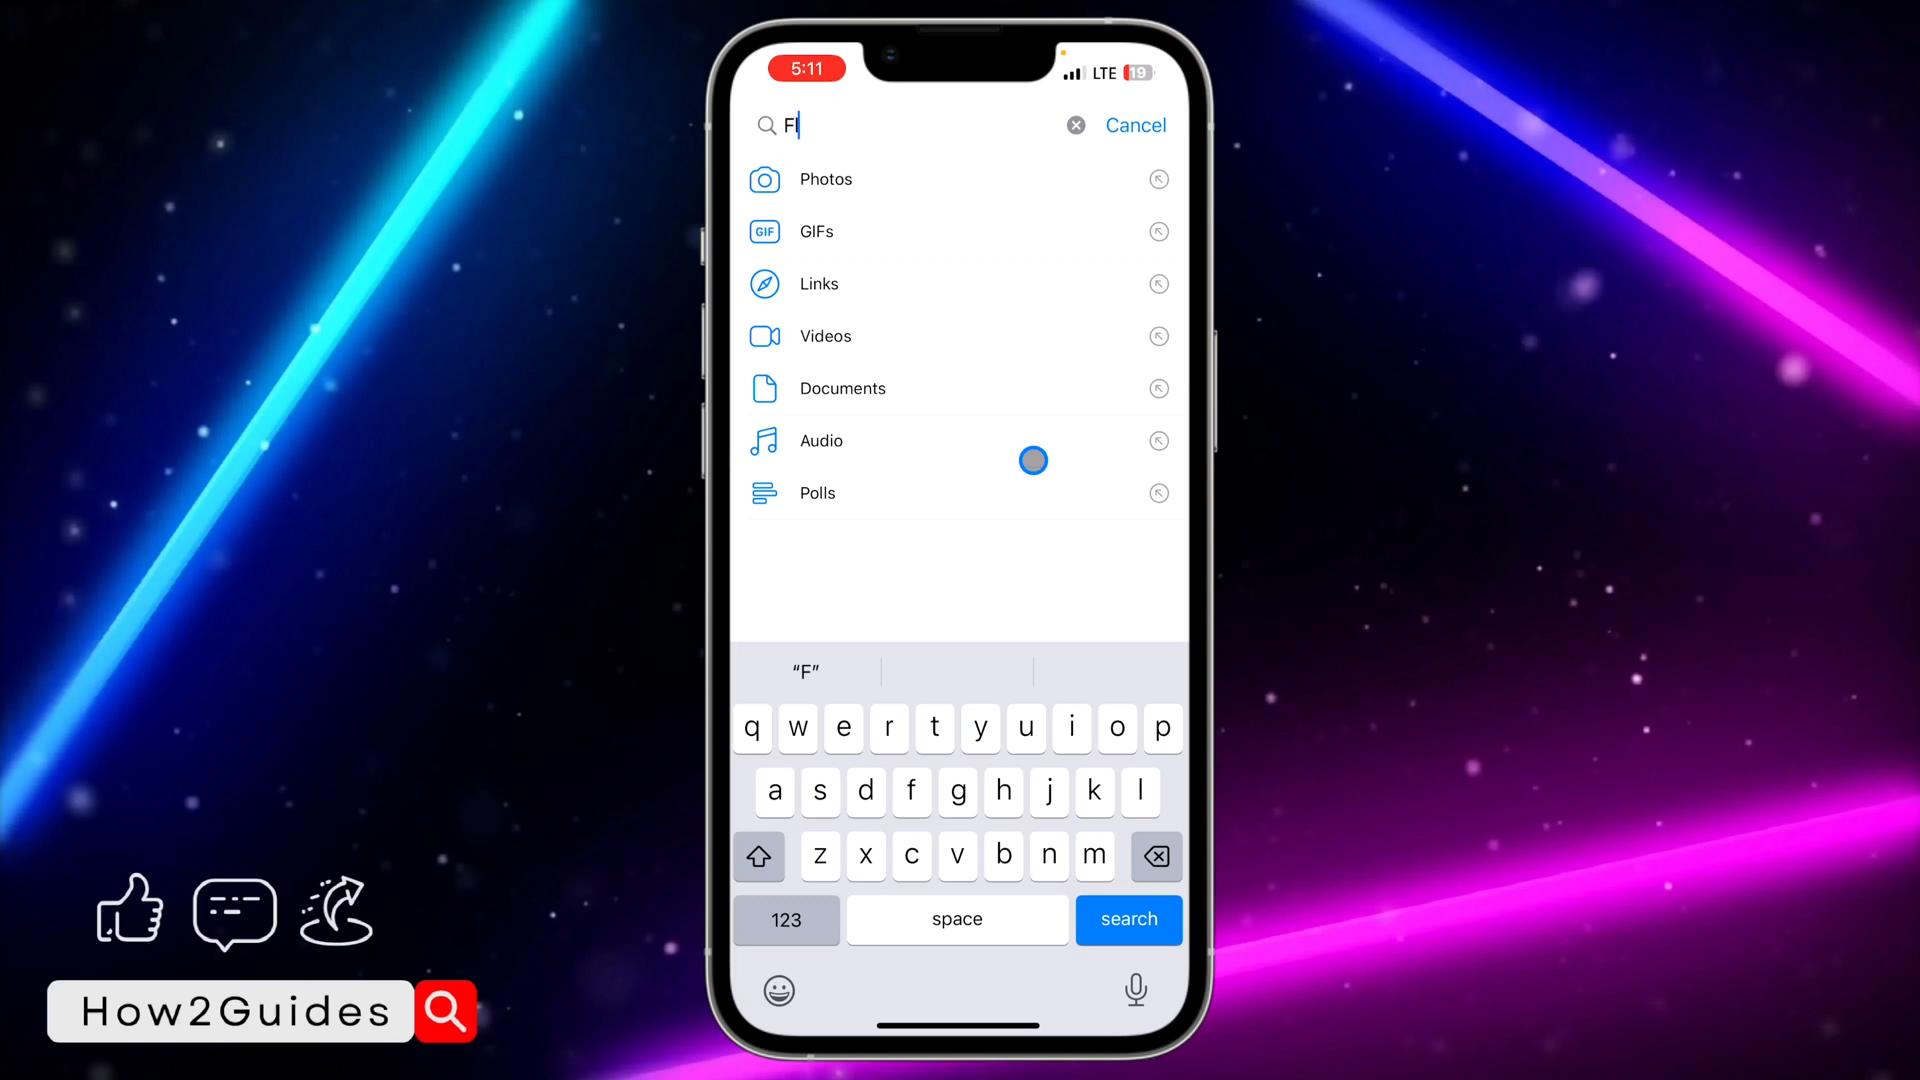 5:11
LTE 19
F
Cancel
Photos
GIF GIFs
Links
Videos
Documents
Audio
Polls
“F”
q w e r t y u i o p
a s d f g h j k l
z x c v b n m
123 space search
How2Guides